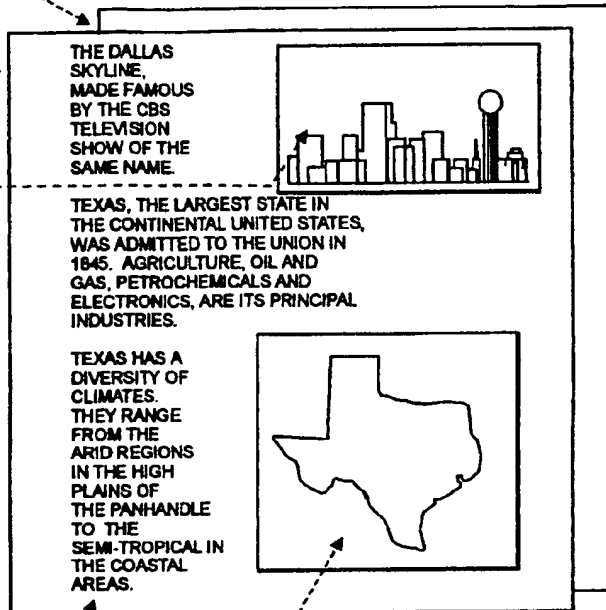 THE DALLAS
SKYLINE,
MADE FAMOUS
BY THE CBS
TELEVISION
SHOW OF THE
SAME NAME.
TEXAS, THE LARGEST STATE IN
THE CONTINENTAL UNITED STATES,
WAS ADMITTED TO THE UNION IN
1845. AGRICULTURE, OIL AND
GAS, PETROCHEMICALS AND
ELECTRONICS, ARE ITS PRINCIPAL
INDUSTRIES.
TEXAS HAS A
DIVERSITY OF
CLIMATES.
THEY RANGE
FROM THE
ARID REGIONS
IN THE HIGH
PLAINS OF
THE PANHANDLE
TO THE
SEMI-TROPICAL IN
THE COASTAL
AREAS.